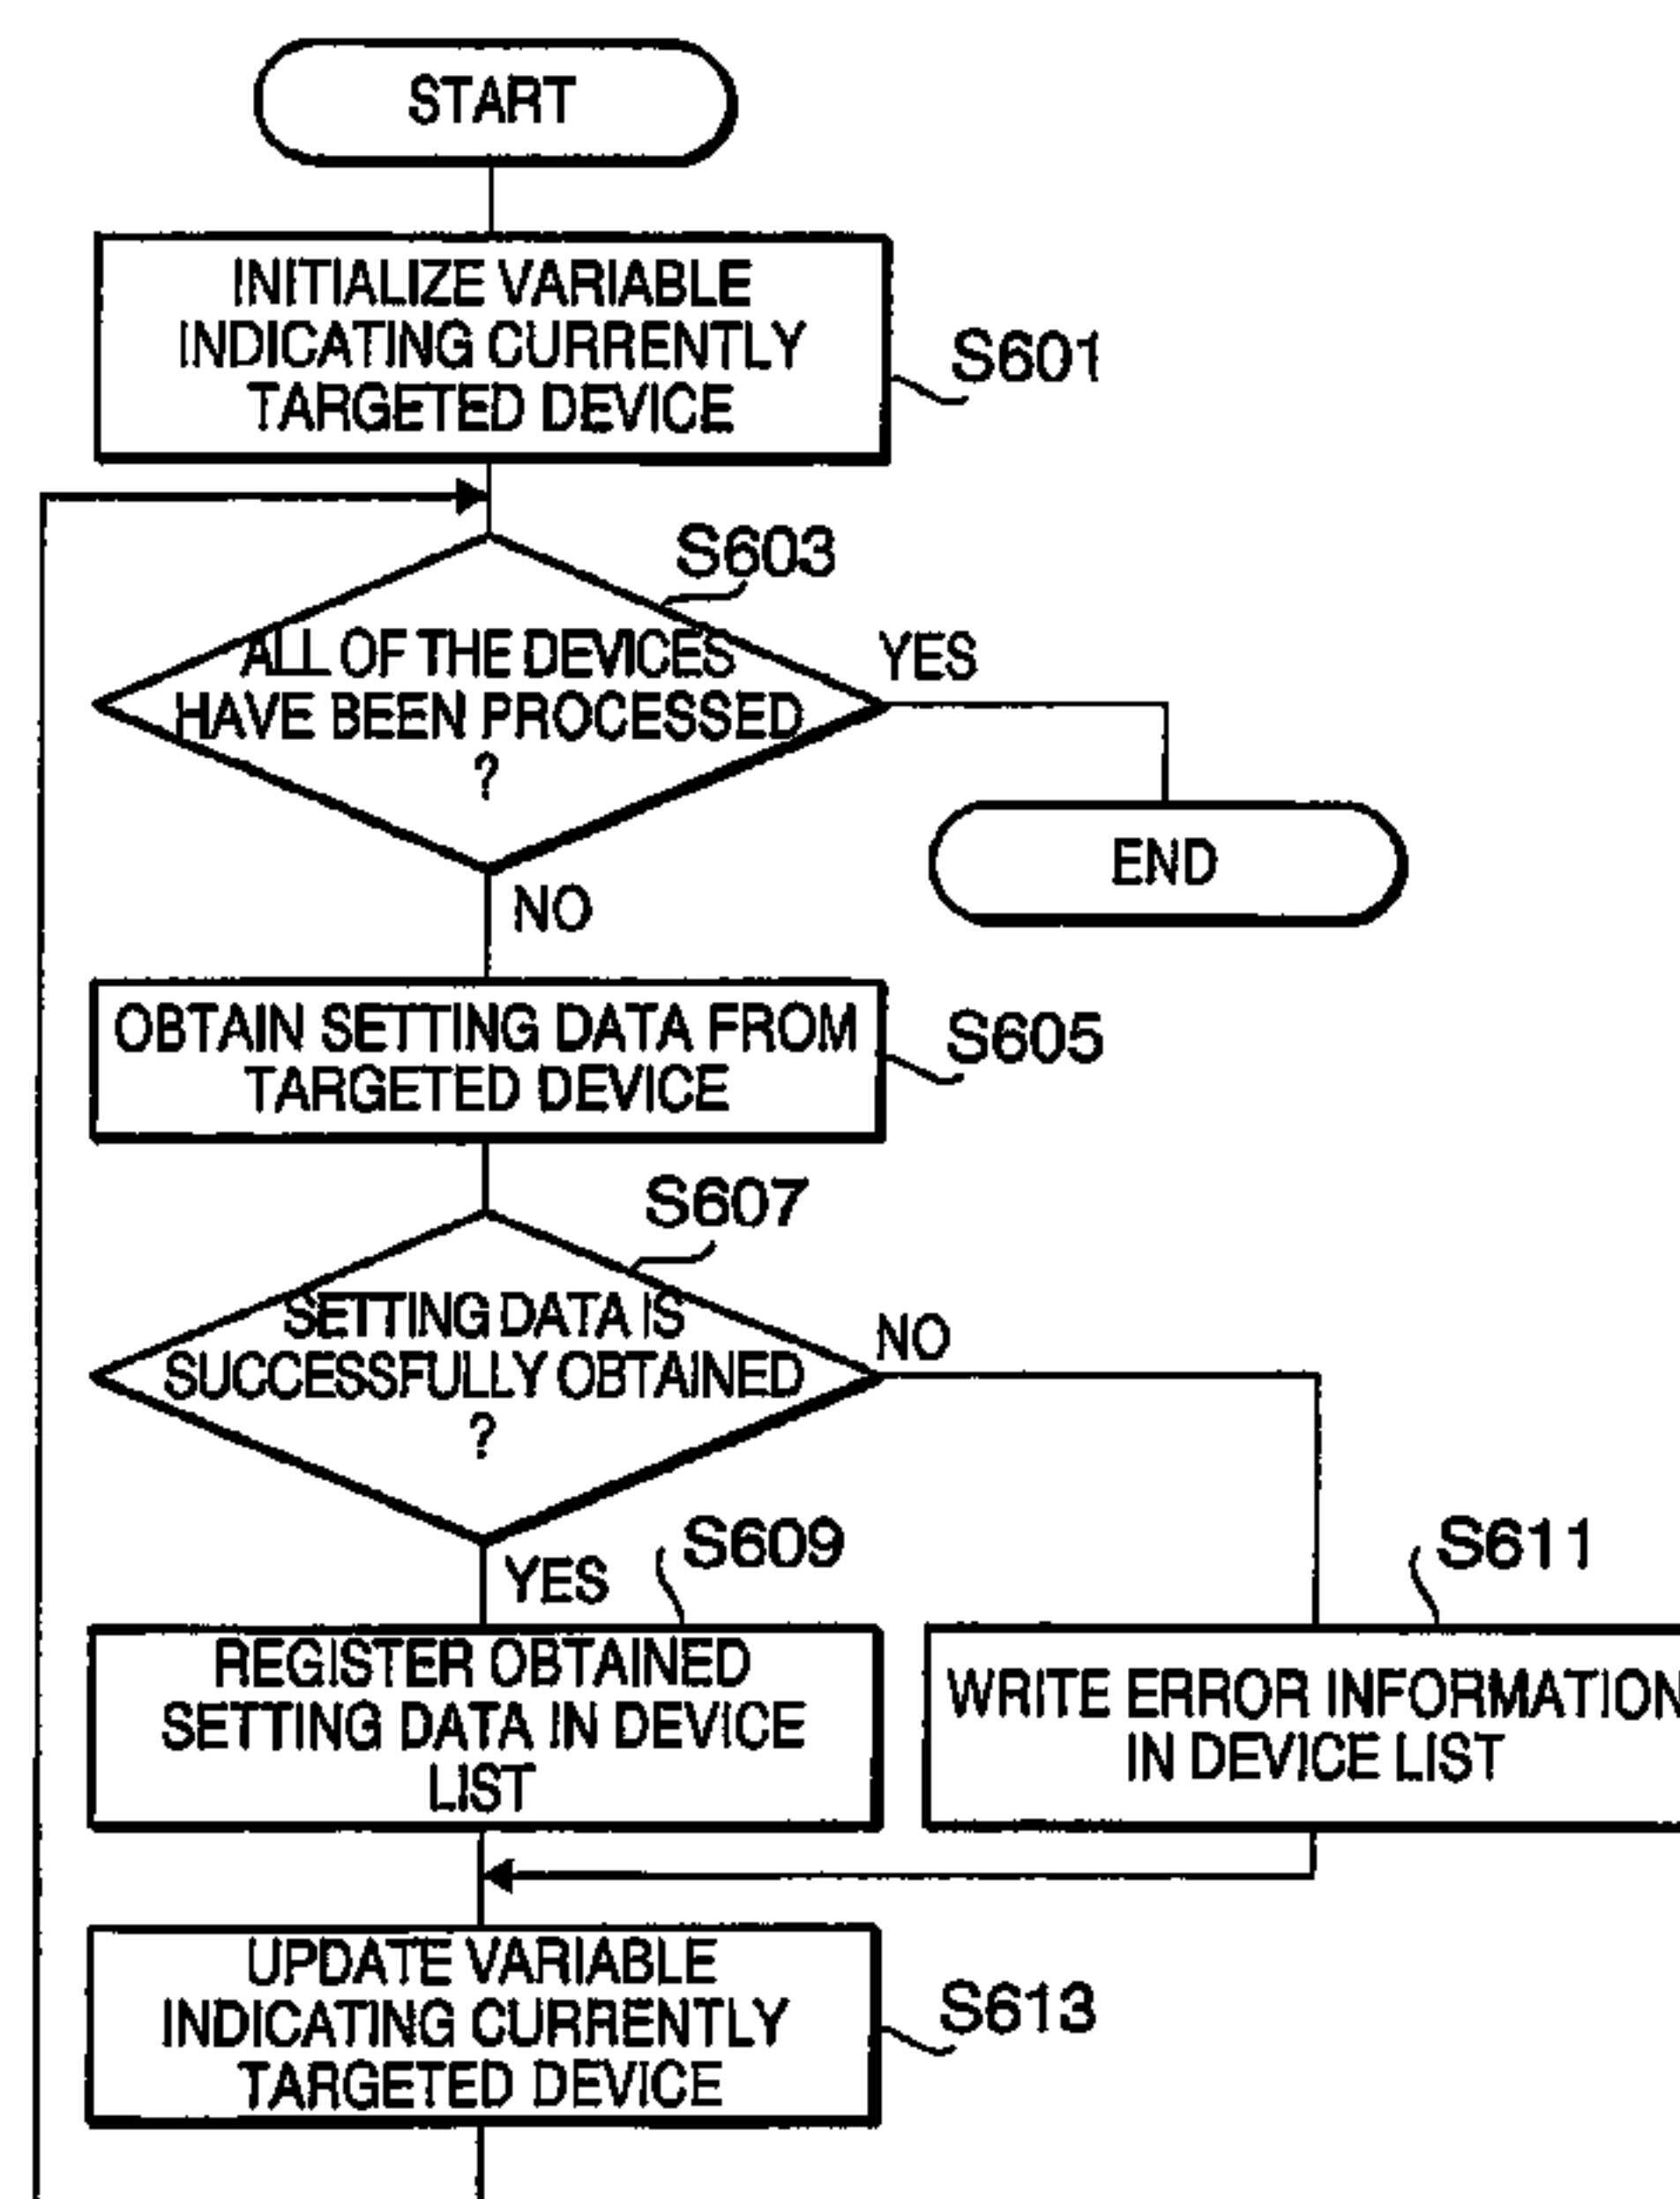 START
INITIALIZE VARIABLE
INDICATING CURRENTLY
TARGETED DEVICE
S601
S603
ALL OF THE DEVICES
HAVE BEEN PROCESSED
?
YES
END
NO
OBTAIN SETTING DATA FROM
TARGETED DEVICE
S605
S607
SETTING DATA IS
SUCCESSFULLY OBTAINED
?
NO
YES
S609
S611
REGISTER OBTAINED
SETTING DATA IN DEVICE
LIST
WRITE ERROR INFORMATION
IN DEVICE LIST
UPDATE VARIABLE
INDICATING CURRENTLY
TARGETED DEVICE
S613